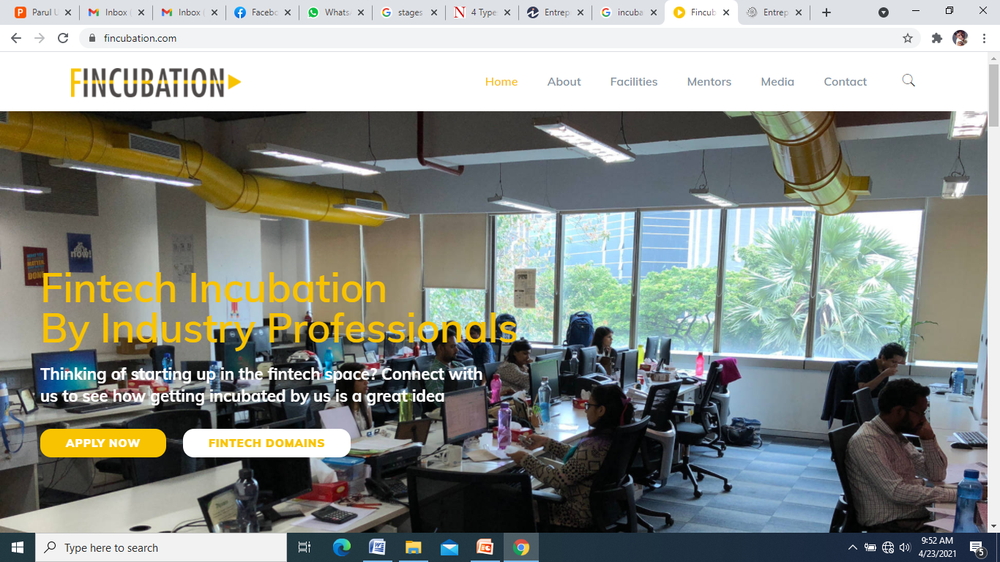 Parul U
Inbox (
Inbox (
Facebo
WhatsA
stages
4 Type
Entrep
incuba
Fincub
Entrep
fincubation.com
FINCUBATION
Home
About
Facilities
Mentors
Media
Contact
now!
DONE
Fintech Incubation
By Industry Professionals
Thinking of starting up in the fintech space? Connect with
us to see how getting incubated by us is a great idea
APPLY NOW
FINTECH DOMAINS
Type here to search
9:52 AM
4/23/2021
5